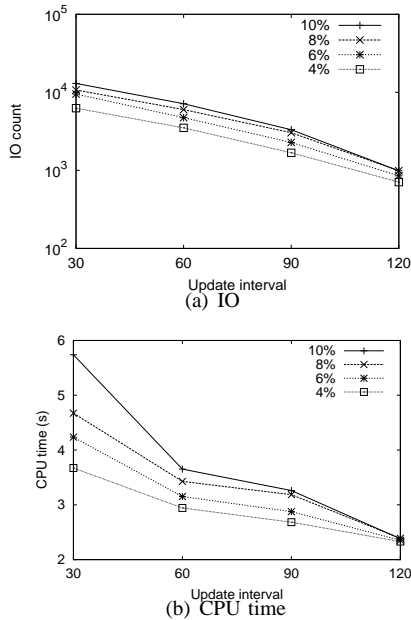 10^5
10%
8%
6%
4%
10^4
IO count
10^3
10^2
30 60 90 120
Update interval
(a) IO
6
10%
8%
6%
4%
5
CPU time (s)
4
3
2
30 60 90 120
Update interval
(b) CPU time